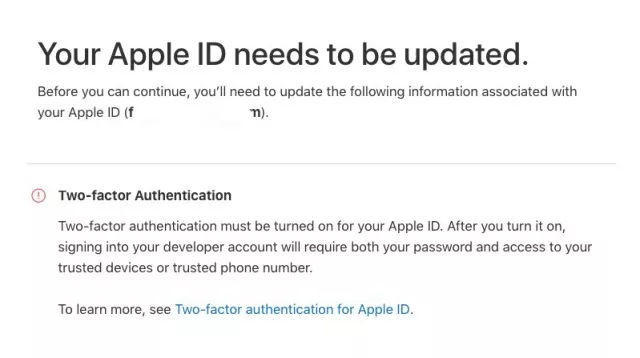 Your Apple ID needs to be updated.
Before you can continue, you'll need to update the following information associated with
your Apple ID (f m).
Two-factor Authentication
Two-factor authentication must be turned on for your Apple ID. After you turn it on,
signing into your developer account will require both your password and access to your
trusted devices or trusted phone number.
To learn more, see Two-factor authentication for Apple ID.